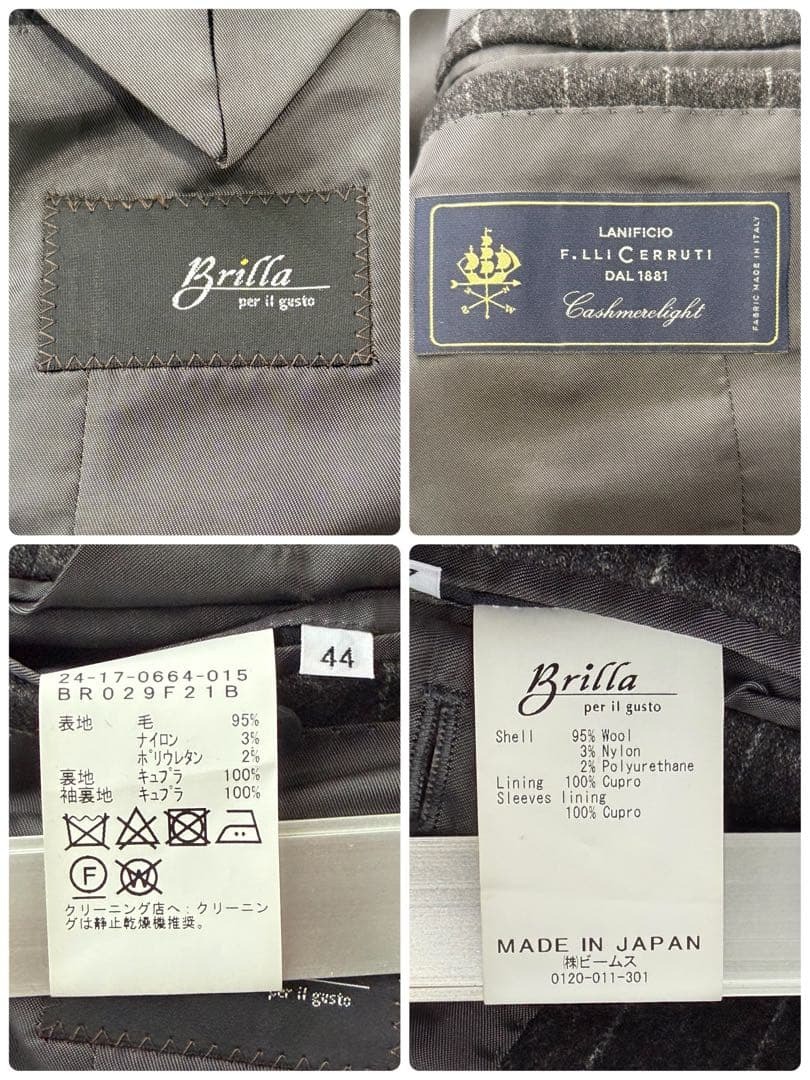 Brilla
per il gusto
LANIFICIO
F.LLI CERRUTI
DAL 1881
Cashmerelight
FABRIC MADE IN ITALY
44
24-17-0664-015
BR029F21B
表地 毛 95%
ナイロン 3%
ポリウレタン 2%
裏地 キュプラ 100%
袖裏地 キュプラ 100%
F
W
クリーニング店へ:クリーニン
グは静止乾燥機推奨。
per il gusto
Brilla
per il gusto
Shell 95% Wool
3% Nylon
2% Polyurethane
Lining 100% Cupro
Sleeves lining
100% Cupro
MADE IN JAPAN
㈱ビームス
0120-011-301